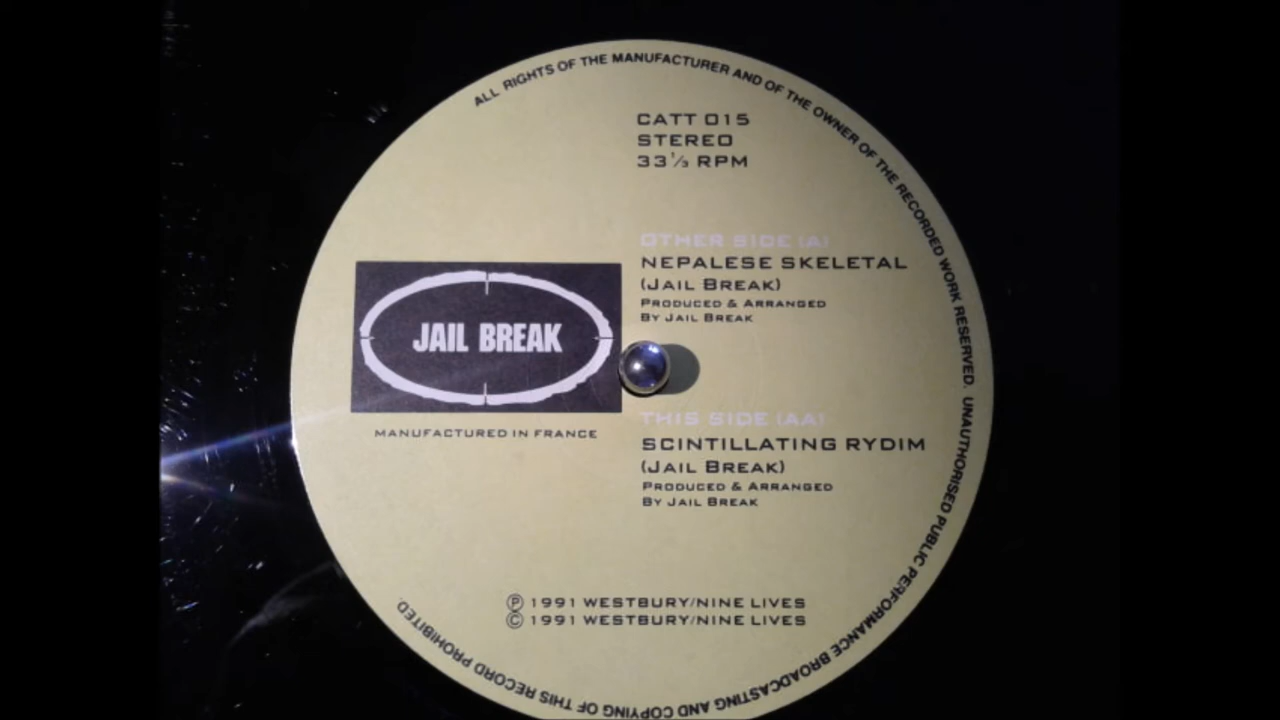 ALL RIGHTS OF THE MANUFACTURER AND OF THE OWNER OF THE RECORDED WORK RESERVED. UNAUTHORISED PUBLIC PERFORMANCE BROADCASTING AND COPYING OF THIS RECORD PROHIBITED.
CATT 015
STEREO
33⅓ RPM
OTHER SIDE (A)
NEPALESE SKELETAL
(JAIL BREAK)
PRODUCED & ARRANGED
BY JAIL BREAK
JAIL BREAK
MANUFACTURED IN FRANCE
THIS SIDE (AA)
SCINTILLATING RYDIM
(JAIL BREAK)
PRODUCED & ARRANGED
BY JAIL BREAK
℗ 1991 WESTBURY/NINE LIVES
© 1991 WESTBURY/NINE LIVES